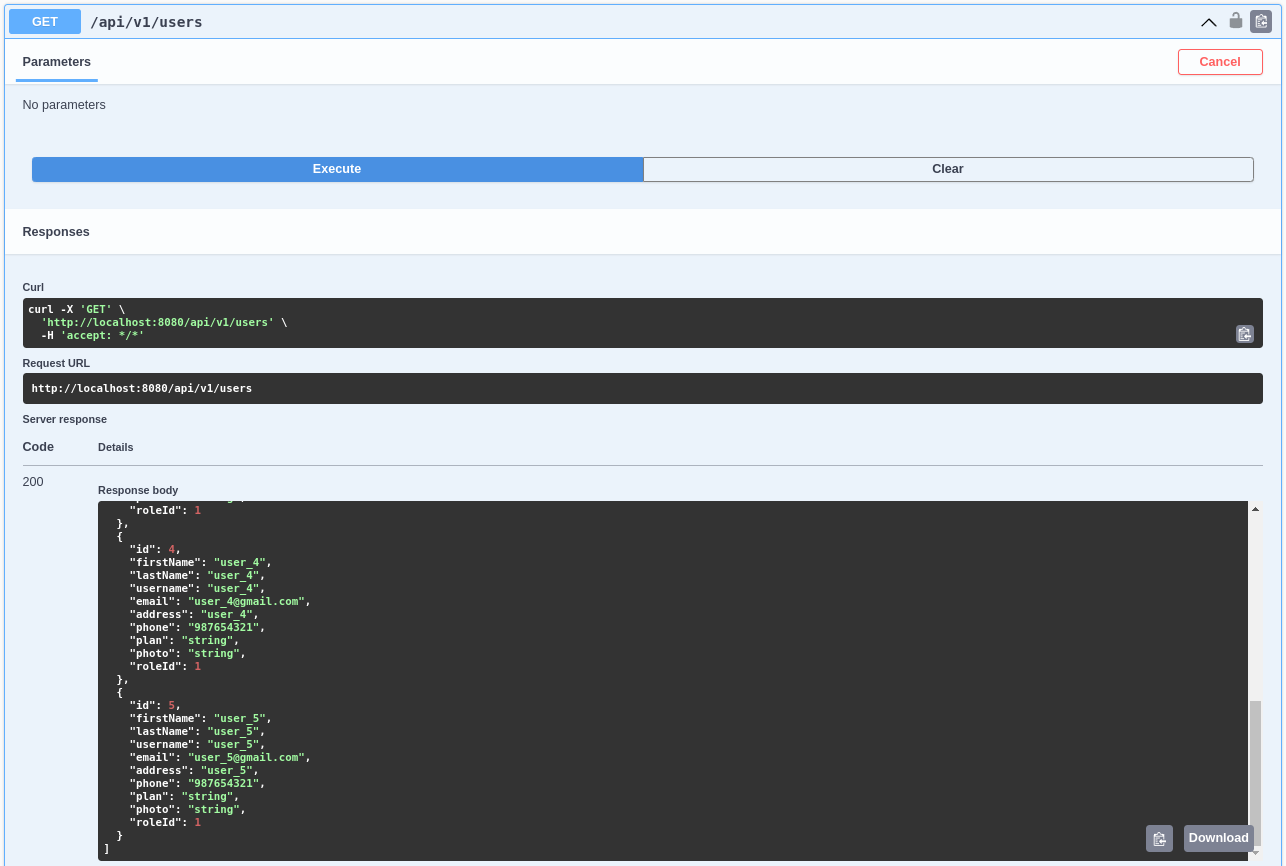 GET /api/v1/users
Parameters
Cancel
No parameters
Execute
Clear
Responses
Curl
curl -X 'GET' \
  'http://localhost:8080/api/v1/users' \
  -H 'accept: */*'
Request URL
http://localhost:8080/api/v1/users
Server response
Code Details
200
Response body
    "roleId": 1
  },
  {
    "id": 4,
    "firstName": "user_4",
    "lastName": "user_4",
    "username": "user_4",
    "email": "user_4@gmail.com",
    "address": "user_4",
    "phone": "987654321",
    "plan": "string",
    "photo": "string",
    "roleId": 1
  },
  {
    "id": 5,
    "firstName": "user_5",
    "lastName": "user_5",
    "username": "user_5",
    "email": "user_5@gmail.com",
    "address": "user_5",
    "phone": "987654321",
    "plan": "string",
    "photo": "string",
    "roleId": 1
  }
]
Download